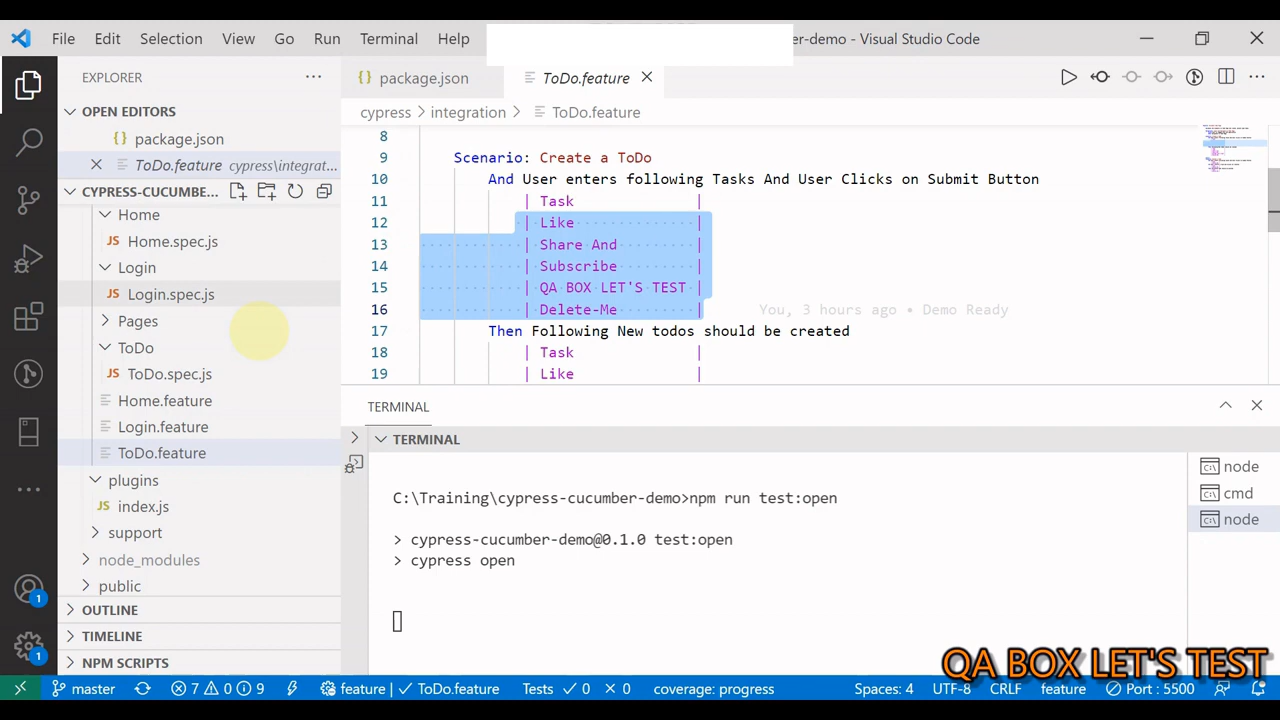 File Edit Selection View Go Run Terminal Help er-demo - Visual Studio Code
EXPLORER
package.json ToDo.feature
OPEN EDITORS
cypress integration ToDo.feature
package.json
ToDo.feature cypress\integrat...
CYPRESS-CUCUMBE...
Home
Home.spec.js
Login
Login.spec.js
Pages
ToDo
ToDo.spec.js
Home.feature
Login.feature
ToDo.feature
plugins
index.js
support
node_modules
public
OUTLINE
TIMELINE
NPM SCRIPTS
8
9 Scenario: Create a ToDo
10 And User enters following Tasks And User Clicks on Submit Button
11 | Task |
12 | Like |
13 | Share And |
14 | Subscribe |
15 | QA BOX LET'S TEST |
16 | Delete-Me | You, 3 hours ago • Demo Ready
17 Then Following New todos should be created
18 | Task |
19 | Like |
TERMINAL
TERMINAL
C:\Training\cypress-cucumber-demo>npm run test:open
> cypress-cucumber-demo@0.1.0 test:open
> cypress open
node
cmd
node
1
1
QA BOX LET'S TEST
master 7 0 9 feature | ToDo.feature Tests 0 0 coverage: progress Spaces: 4 UTF-8 CRLF feature Port : 5500